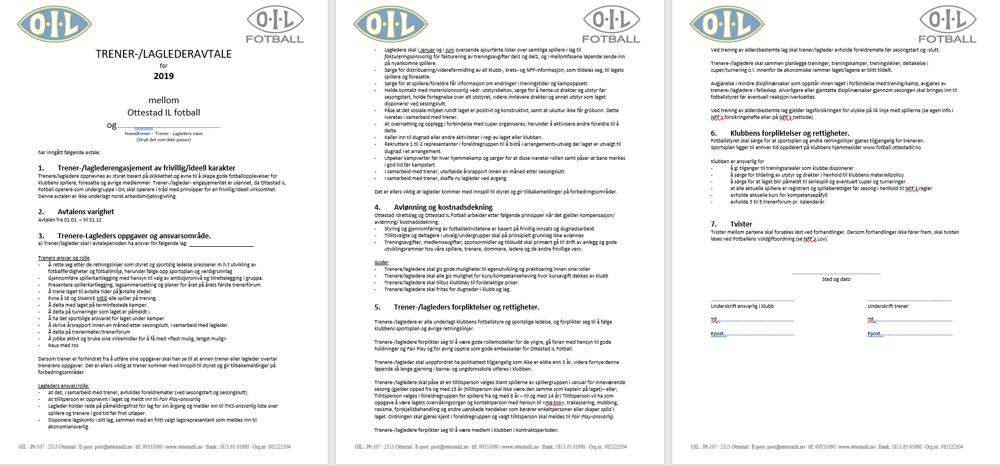 O·I·L
O·I·L
FOTBALL
TRENER-/LAGLEDERAVTALE
for
2019
mellom
Ottestad IL fotball
og ..............................................................
Hovedtrener – Trener - Lagleders navn
(Stryk det som ikke passer)
har inngått følgende avtale:
1. Trener-/laglederengasjement av frivillig/ideell karakter
Trenere/lagledere oppnevnes av styret basert på skikkethet og evne til å skape gode fotballopplevelser for
klubbens spillere, foresatte og øvrige medlemmer. Trener-/lagleder- engasjementet er ulønnet, da Ottestad IL
Fotball operere som undergruppe i OIL skal operere i tråd med prinsipper for en frivillig/ideell virksomhet.
Denne avtalen er ikke underlagt norsk arbeidsmiljølovgivning.
2. Avtalens varighet
Avtalen fra 01.01. – til 31.12
3. Trenere-Lagleders oppgaver og ansvarsområde.
a) Trener/lagleder skal i avtaleperioden ha ansvar for følgende lag: _______________________
Treners ansvar og rolle
- Å rette seg etter de retningslinjer som styret og sportslig ledelse presiserer m.h.t utvikling av
fotballferdigheter og fotballmiljø, herunder følge opp sportsplan og verdigrunnlag
- Gjennomføre spillerkartlegging med hensyn til valg av ambisjonsnivå og tilrettelegging i gruppa.
- Presentere spillerkartlegging, lagsammensetting og planer for året på årets første trenerforum.
- Å trene laget til avtalte tider på avtalte steder.
- Evne å SE og SNAKKE MED alle spiller på trening.
- Å delta med laget på terminfestede kamper.
- Å delta på turneringer som laget er påmeldt i.
- Å ha det sportslige ansvaret for laget under kamper.
- Å skrive årsrapport innen en måned etter sesongslutt, i samarbeid med lagleder.
- Å delta på trenermøter/trenerforum
- Å jobbe aktivt og bruke sine virkemidler for å få med «flest mulig, lengst mulig»
- Raus med ros
Dersom trener er forhindret fra å utføre sine oppgaver skal han se til at annen trener eller lagleder overtar
trenerens oppgaver. Det er ellers viktig at trener kommer med innspill til styret og gir tilbakemeldinger på
forbedringsområder.
Lagleders ansvar/rolle:
- At det, i samarbeid med trener, avholdes foreldremøter (ved sesongstart og sesongslutt).
- At tillitperson er oppnevnt i laget og meldt inn til Fair Play-ansvarlig
- Lagleder holder rede på påmeldingsfrist for lag for sin årgang og melder inn til FIKS-ansvarlig liste over
spillere og trenere i god tid før frist utløper.
- Disponere lagskonto i sitt lag, sammen med en fritt valgt lagsrepresentant som meldes inn til
økonomiansvarlig.
OIL | Pb 107 | 2313 Ottestad | E-post: post@ottestadil.no | tlf. 99333060 | www.ottestadil.no | Bank: 1813.65.01980 | Org.nr. 985222304
O·I·L
O·I·L
FOTBALL
- Lagledere skal i Januar og i Juni oversende ajourførte lister over samtlige spillere i lag til
faktureringsansvarlig for fakturering av treningsavgifter del1 og del2, og i mellomfasene løpende sende inn
på nyankomne spillere.
- Sørge for distribuering/videreformidling av all klubb-, krets- og NFF-informasjon, som tildeles seg, til lagets
spillere og foresatte.
- Sørge for at spillere/foreldre får informasjon om endringer i treningstider og kampoppsett.
- Holde kontakt med materialansvarlig vedr. utstyrsbehov, sørge for å hente ut drakter og utstyr før
sesongstart, holde fortegnelse over alt utstyret, videre innlevere drakter og annet utstyr som laget
disponerer ved sesongslutt.
- Påse at det sosiale miljøet rundt laget er positivt og konstruktivt, samt at ukultur ikke får grobunn. Dette
ivaretas i samarbeid med trener.
- At overnatting og opplegg i forbindelse med cuper organiseres, herunder å aktivisere andre foreldre til å
delta.
- Kaller inn til dugnad eller andre aktiviteter i regi av laget eller klubben.
- Rekruttere 1 til 2 representanter i foreldregruppen til å bistå i arrangements-utvalg der laget er utvalgt til
dugnad i et arrangement.
- Utpeker kampverter før hver hjemmekamp og sørger for at disse ivaretar rollen samt påser at bane merkes
i god tid før kampstart.
- I samarbeid med trener, utarbeide årsrapport innen en måned etter sesongslutt.
- I samarbeid med trener, skaffe ny lagleder ved avgang.
Det er ellers viktig at lagleder kommer med innspill til styret og gir tilbakemeldinger på forbedringsområder.
4. Avlønning og kostnadsdekning
Ottestad Idrettslag og Ottestad IL Fotball arbeider etter følgende prinsipper når det gjelder kompensasjon/
avlønning/ kostnadsdekning:
- Styring og gjennomføring av fotballaktivitetene er basert på frivillig innsats og dugnadsarbeid.
- Tillitsvalgte og deltagere i utvalg/undergrupper skal på prinsipielt grunnlag ikke avlønnes
- Treningsavgifter, medlemsavgifter, sponsormidler og tilskudd skal primært gå til drift av anlegg og gode
utviklingsrammer hos våre spillere, trenere, dommere, ledere og de andre frivillige verv.
Goder
- Trenere/lagledere skal gis gode muligheter til egenutvikling og praktisering innen sine roller
- Trenere/lagledere skal alle gis mulighet for kurs/kompetanseheving hvor kursavgift dekkes av klubb
- Trenere/lagledere skal tilbys klubbtøy til fordelaktige priser.
- Trenere/lagledere skal fritas for dugnader i klubb og lag.
5. Trener-/lagleders forpliktelser og rettigheter.
Trenere-/lagledere er alle underlagt klubbens fotballstyre og sportslige ledelse, og forplikter seg til å følge
klubbens sportsplan og øvrige retningslinjer.
Trenere-/lagledere forplikter seg til å være gode rollemodeller for de yngre, gå foran med hensyn til gode
holdninger og Fair Play og for øvrig opptre som gode ambassadør for Ottestad IL Fotball.
Trenere-/lagleder skal uoppfordret ha politiattest tilgjengelig som ikke er eldre enn 3 år, videre fornye denne
løpende så lenge gjerning i barne- og ungdomsskole utføres i klubben.
Trenere-/lagledere skal påse at en tillitsperson velges blant spillerne av spillergruppen i Januar for inneværende
sesong (gjelder oppad fra og med 15 år (tillitsperson skal ikke være den samme som kaptein på laget)– eller;
Tillitsperson velges i foreldregruppen for spillere fra og med 6 år – til og med 14 år) Tillitsperson vil ha som
oppgave å være lagets overvåkingsorgan og kontaktperson med hensyn til «me too», trakassering, mobbing,
rasisme, forskjellsbehandling og andre uønskede hendelser som berører enkeltpersoner eller skaper splid i
laget. Ordningen skal gjøres kjent i foreldregruppen og valgt tillitsperson skal meldes til Fair Play-ansvarlig.
Trenere-/lagledere forplikter seg til å være medlem i klubben i kontraktsperioden.
OIL | Pb 107 | 2313 Ottestad | E-post: post@ottestadil.no | tlf. 99333060 | www.ottestadil.no | Bank: 1813.65.01980 | Org.nr. 985222304
O·I·L
O·I·L
FOTBALL
Ved trening av aldersbestemte lag skal trener/lagleder avholde foreldremøte før sesongstart og -slutt.
Trenere-/lagledere skal sammen planlegge treninger, treningskamper, treningsleirer, deltakelse i
cuper/turnering o.l. innenfor de økonomiske rammer laget/lagene er blitt tildelt.
Avgjørelse i mindre disiplinærsaker som oppstår innen laget i forbindelse med trening/kamp, avgjøres av
trenere-/lagledere i felleskap. Alvorligere eller gjentatte disiplinærsaker gjennom sesongen skal bringes inn til
fotballstyret før eventuell reaksjon iverksettes.
Ved trening av aldersbestemte lag gjelder lagsforsikringen for ulykke på lik linje med spillerne (se egen info i
NFF´s forsikringshefte eller på NFF´s nettside)
6. Klubbens forpliktelser og rettigheter.
Fotballstyret skal sørge for at sportsplan og andre retningslinjer gjøres tilgjengelig for treneren.
Sportsplan ligger til enhver tid oppdatert på klubbens hjemmesider www.fotball.ottestadil.no
Klubben er ansvarlig for
- å gi tilganger til treningsarealer som klubbe disponerer
- å sørge for tildeling av utstyr og drakter i henhold til klubbens materiellpolicy
- å sørge for at laget blir påmeldt til seriespill og eventuelt cuper og turneringer.
- at alle aktuelle spillere er registrert og spilleberettiget før sesong i henhold til NFF´s regler
- avholde aktuelle kurs for kompetansepåfyll
- avholde 3 til 5 trenerforum pr. kalenderår.
7. Tvister
Tvister mellom partene skal forsøkes løst ved forhandlinger. Dersom forhandlinger ikke fører frem, skal tvisten
løses ved Fotballens Voldgiftsordning (se NFF´s Lov).
..............................................................
Sted og dato
..............................................................
..............................................................
Underskrift ansvarlig i klubb
Underskrift trener
Tlf..........................................................
Tlf..........................................................
Epost......................................................
Epost......................................................
OIL | Pb 107 | 2313 Ottestad | E-post: post@ottestadil.no | tlf. 99333060 | www.ottestadil.no | Bank: 1813.65.01980 | Org.nr. 985222304